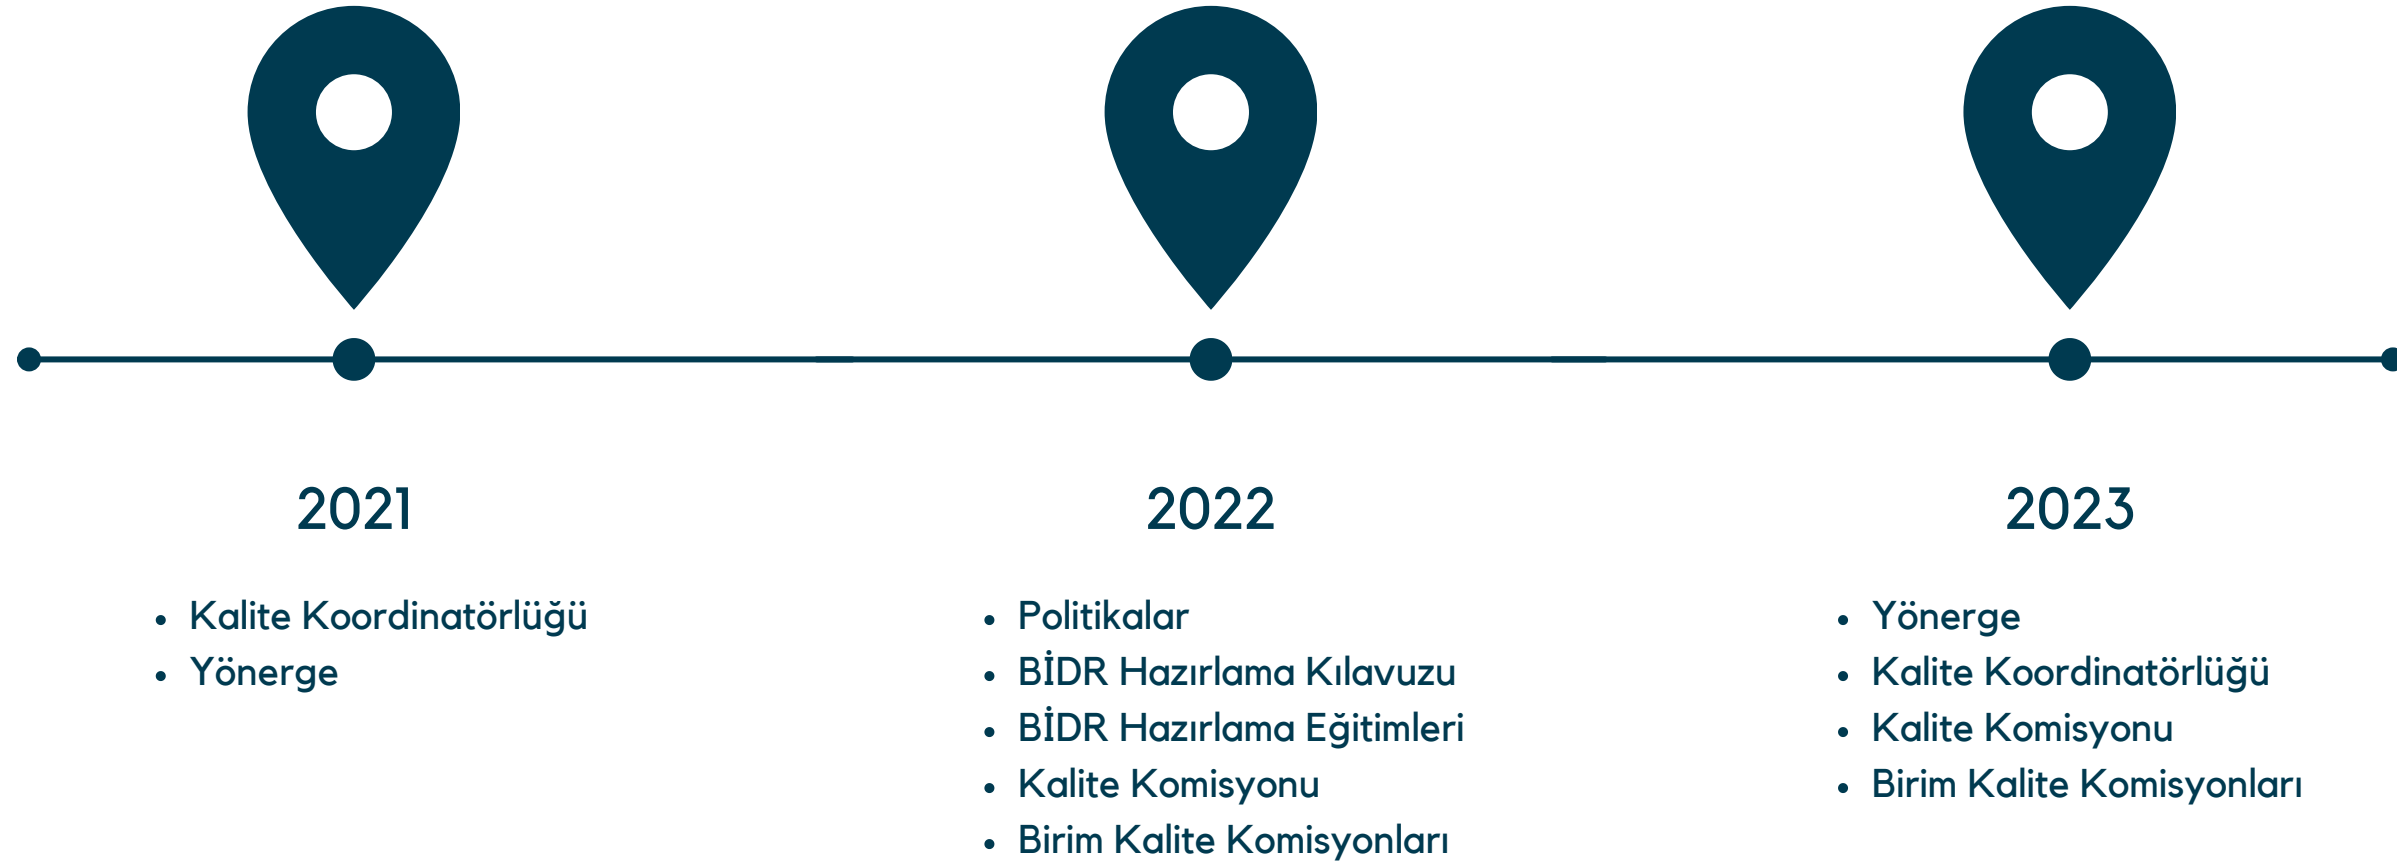 2021
• Kalite Koordinatörlüğü
• Yönerge
2022
• Politikalar
• BİDR Hazırlama Kılavuzu
• BİDR Hazırlama Eğitimleri
• Kalite Komisyonu
• Birim Kalite Komisyonları
2023
• Yönerge
• Kalite Koordinatörlüğü
• Kalite Komisyonu
• Birim Kalite Komisyonları